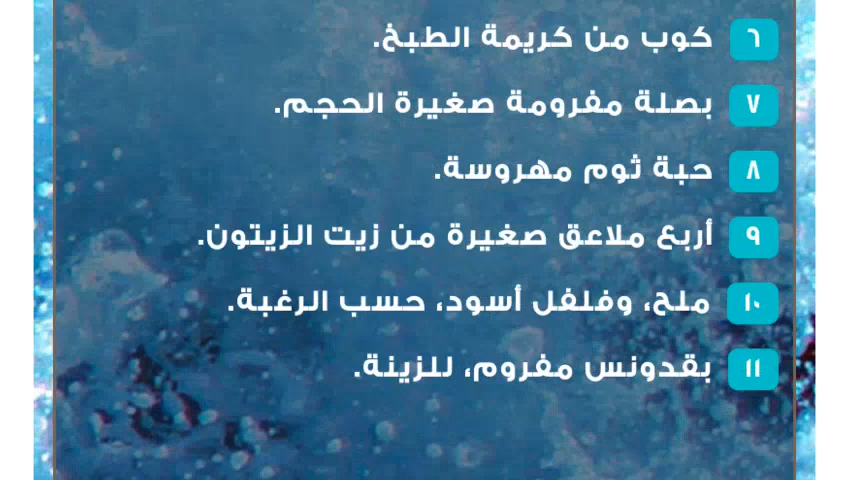 ٦ كوب من كريمة الطبخ.
٧ بصلة مفرومة صغيرة الحجم.
٨ حبة ثوم مهروسة.
٩ أربع ملاعق صغيرة من زيت الزيتون.
١٠ ملح، وفلفل أسود، حسب الرغبة.
١١ بقدونس مفروم، للزينة.